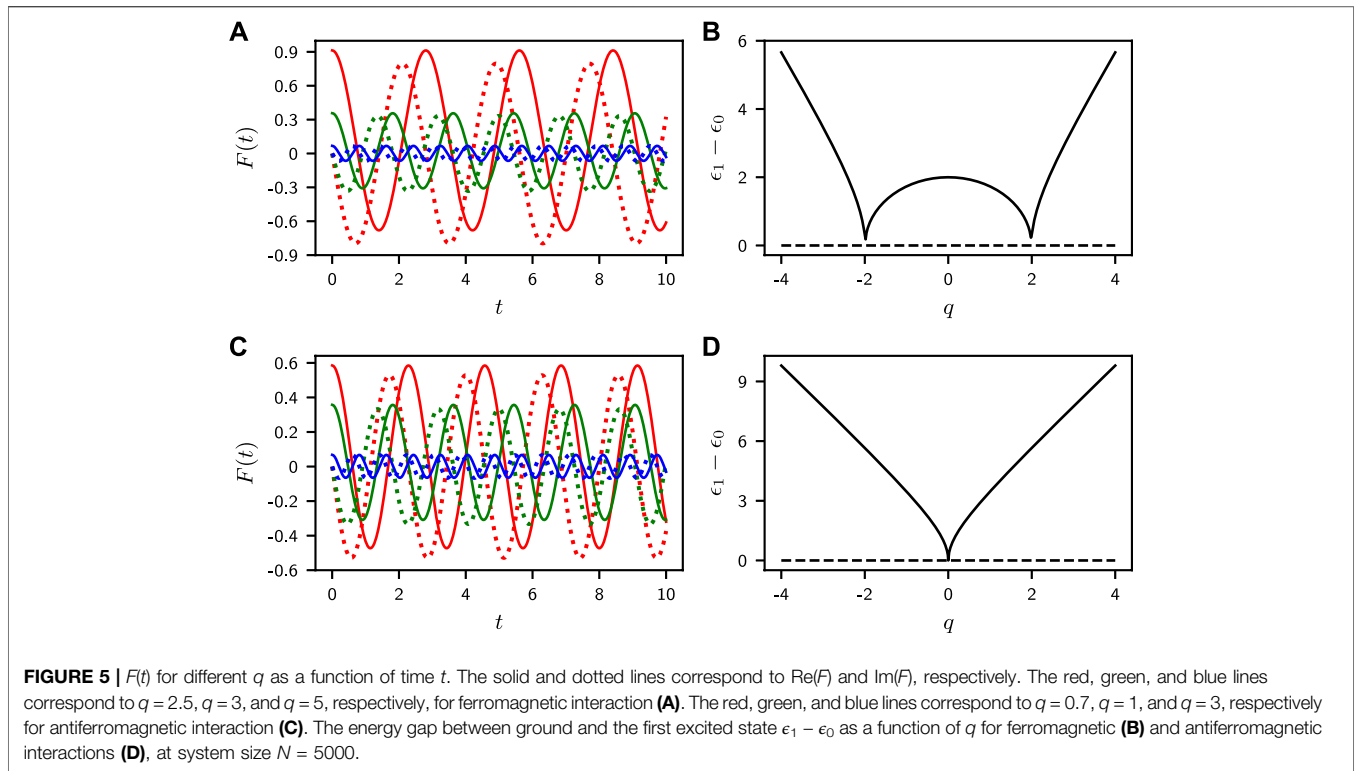 A
B
0.9
0.6
0.3
0
-0.3
-0.6
-0.9
F(t)
0 2 4 6 8 10
t
6
4
2
0
ϵ₁ − ϵ₀
-4 -2 0 2 4
q
C
D
0.6
0.4
0.2
0
-0.2
-0.4
-0.6
F(t)
0 2 4 6 8 10
t
9
6
3
0
ϵ₁ − ϵ₀
-4 -2 0 2 4
q
FIGURE 5 | F(t) for different q as a function of time t. The solid and dotted lines correspond to Re(F) and Im(F), respectively. The red, green, and blue lines
correspond to q = 2.5, q = 3, and q = 5, respectively, for ferromagnetic interaction (A). The red, green, and blue lines correspond to q = 0.7, q = 1, and q = 3, respectively
for antiferromagnetic interaction (C). The energy gap between ground and the first excited state ϵ₁ − ϵ₀ as a function of q for ferromagnetic (B) and antiferromagnetic
interactions (D), at system size N = 5000.